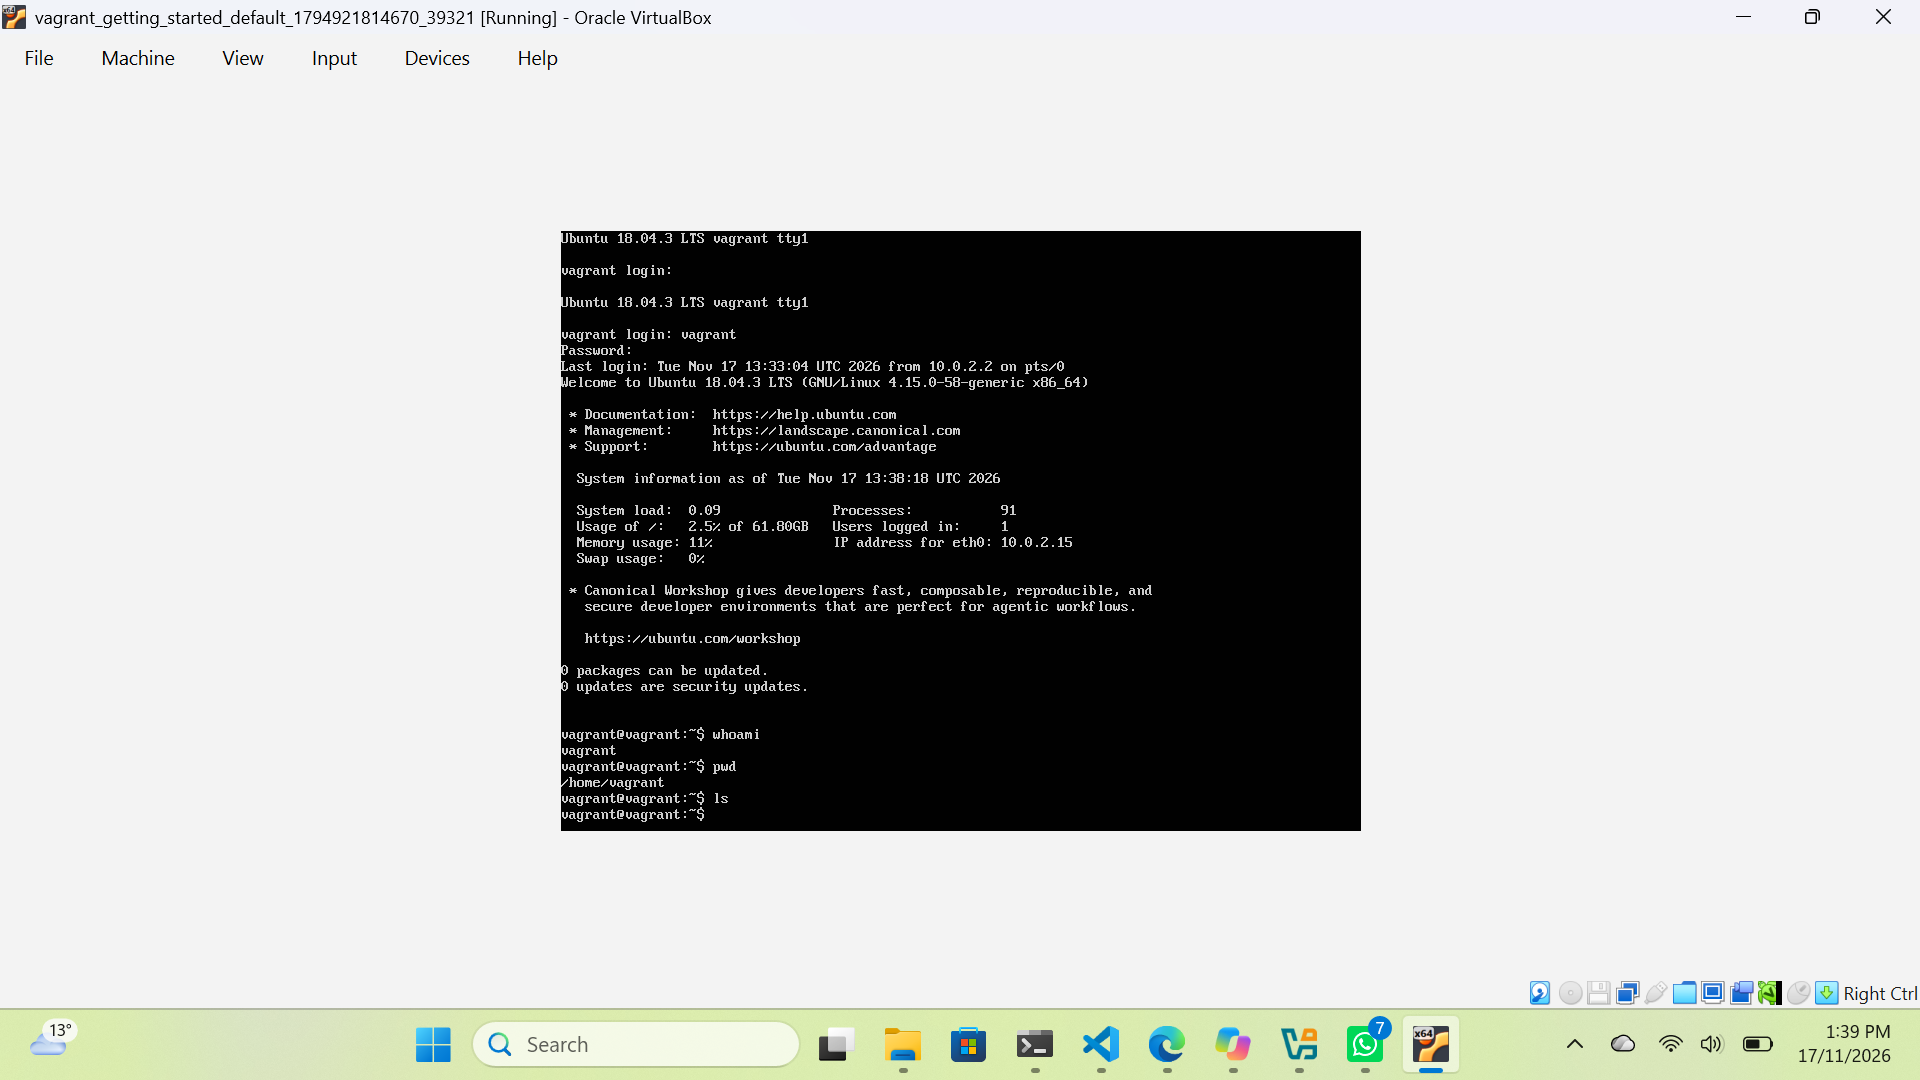 vagrant_getting_started_default_1794921814670_39321 [Running] - Oracle VirtualBox
File Machine View Input Devices Help
Ubuntu 18.04.3 LTS vagrant tty1
vagrant login:
Ubuntu 18.04.3 LTS vagrant tty1
vagrant login: vagrant
Password:
Last login: Tue Nov 17 13:33:04 UTC 2026 from 10.0.2.2 on pts/0
Welcome to Ubuntu 18.04.3 LTS (GNU/Linux 4.15.0-58-generic x86_64)
* Documentation: https://help.ubuntu.com
* Management: https://landscape.canonical.com
* Support: https://ubuntu.com/advantage
System information as of Tue Nov 17 13:38:18 UTC 2026
System load: 0.09 Processes: 91
Usage of /: 2.5% of 61.80GB Users logged in: 1
Memory usage: 11% IP address for eth0: 10.0.2.15
Swap usage: 0%
* Canonical Workshop gives developers fast, composable, reproducible, and
secure developer environments that are perfect for agentic workflows.
https://ubuntu.com/workshop
0 packages can be updated.
0 updates are security updates.
vagrant@vagrant:~$ whoami
vagrant
vagrant@vagrant:~$ pwd
/home/vagrant
vagrant@vagrant:~$ ls
vagrant@vagrant:~$
Right Ctrl
13°
Search
7
x64
1:39 PM
17/11/2026